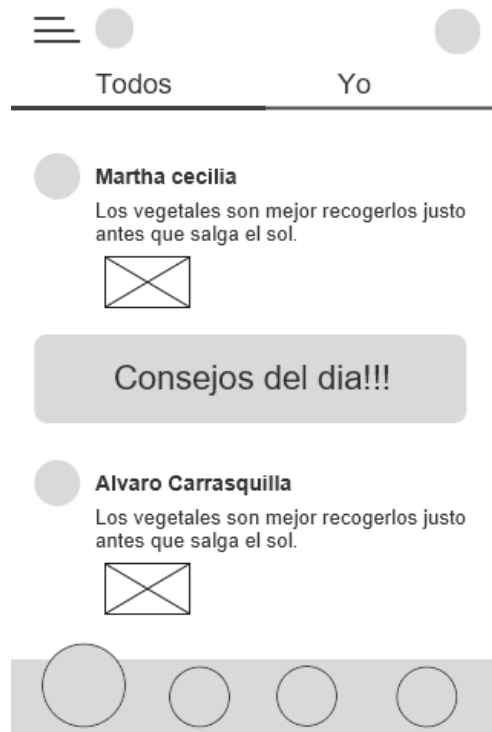 Todos Yo
Martha cecilia
Los vegetales son mejor recogerlos justo
antes que salga el sol.
Consejos del dia!!!
Alvaro Carrasquilla
Los vegetales son mejor recogerlos justo
antes que salga el sol.